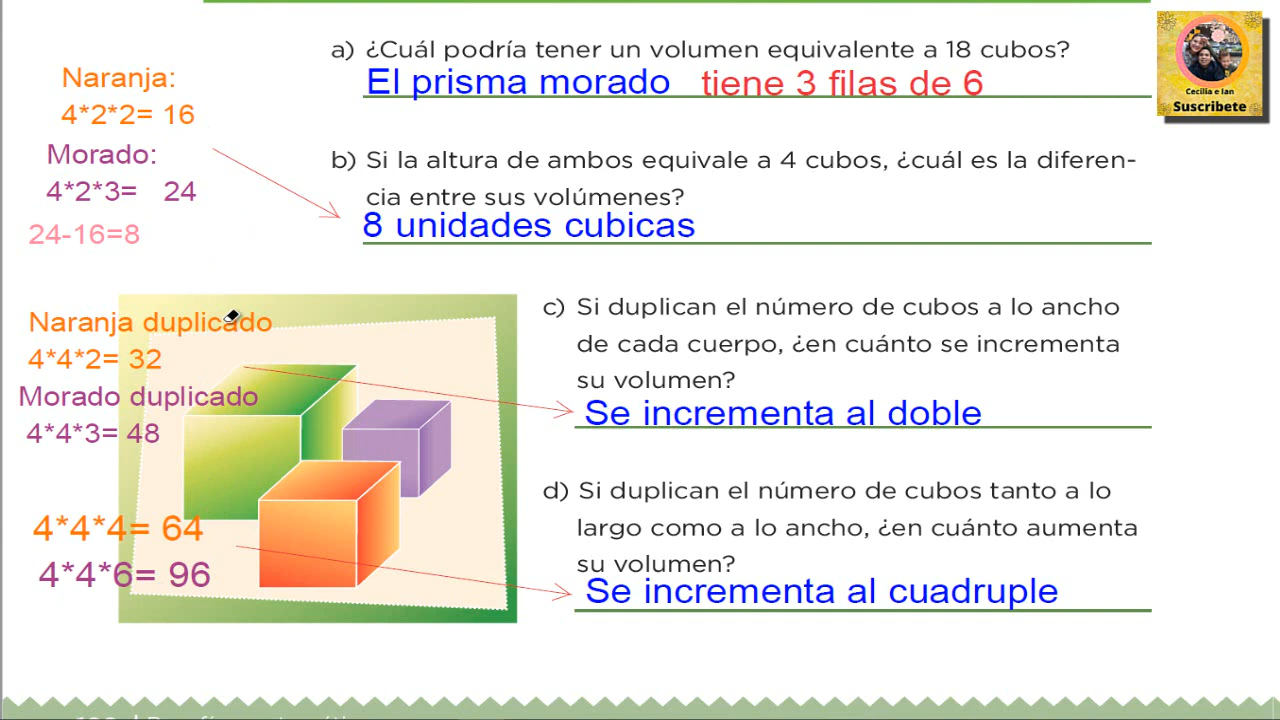 a) ¿Cuál podría tener un volumen equivalente a 18 cubos?
El prisma morado tiene 3 filas de 6
Naranja:
4*2*2= 16
Morado:
4*2*3= 24
24-16=8
b) Si la altura de ambos equivale a 4 cubos, ¿cuál es la diferen-
cia entre sus volúmenes?
8 unidades cubicas
Cecilia e Ian
Suscribete
Naranja duplicado
4*4*2= 32
Morado duplicado
4*4*3= 48
4*4*4= 64
4*4*6= 96
c) Si duplican el número de cubos a lo ancho
de cada cuerpo, ¿en cuánto se incrementa
su volumen?
Se incrementa al doble
d) Si duplican el número de cubos tanto a lo
largo como a lo ancho, ¿en cuánto aumenta
su volumen?
Se incrementa al cuadruple